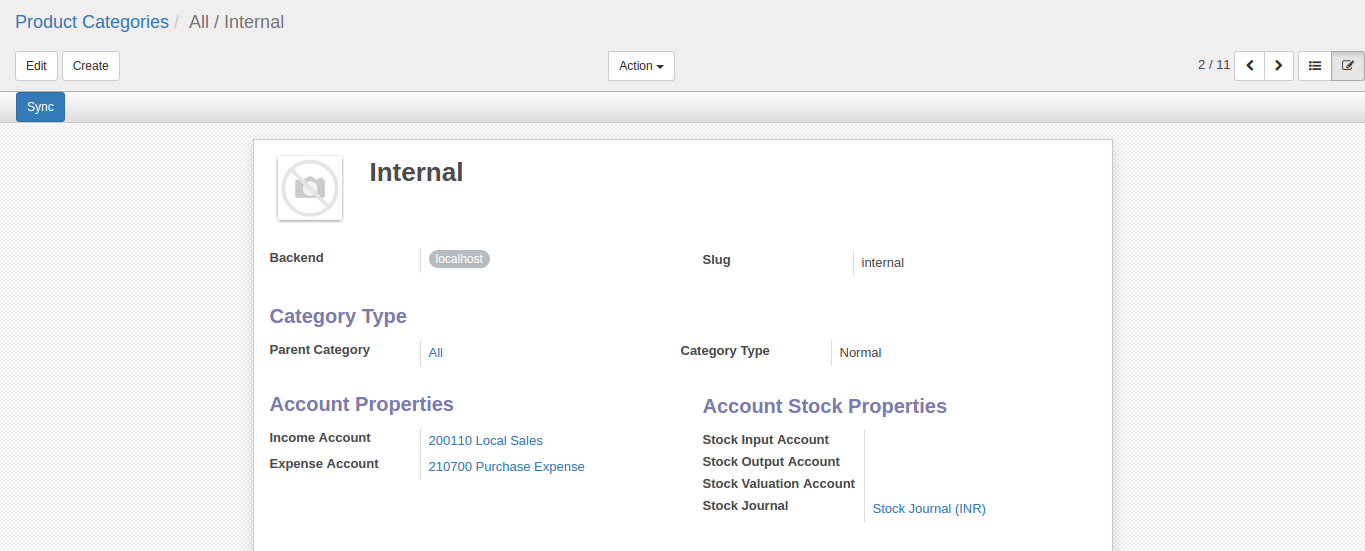 Product Categories / All / Internal
Edit Create Action 2 / 11
Sync
Internal
Backend localhost Slug internal
Category Type
Parent Category All Category Type Normal
Account Properties Account Stock Properties
Income Account 200110 Local Sales Stock Input Account
Expense Account 210700 Purchase Expense Stock Output Account
Stock Valuation Account
Stock Journal Stock Journal (INR)